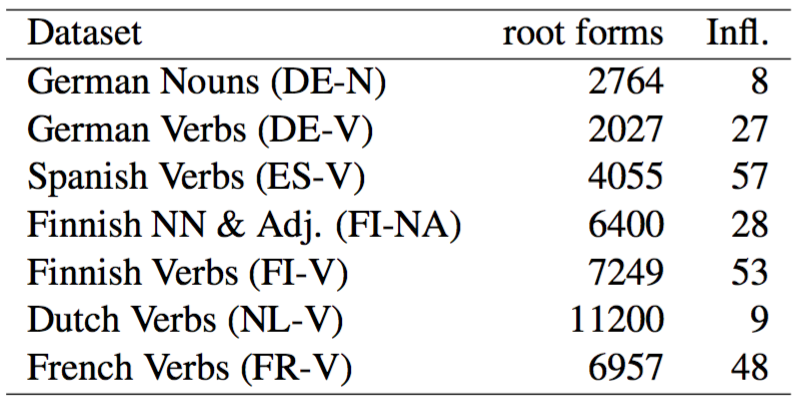 Dataset root forms Infl.
German Nouns (DE-N) 2764 8
German Verbs (DE-V) 2027 27
Spanish Verbs (ES-V) 4055 57
Finnish NN & Adj. (FI-NA) 6400 28
Finnish Verbs (FI-V) 7249 53
Dutch Verbs (NL-V) 11200 9
French Verbs (FR-V) 6957 48